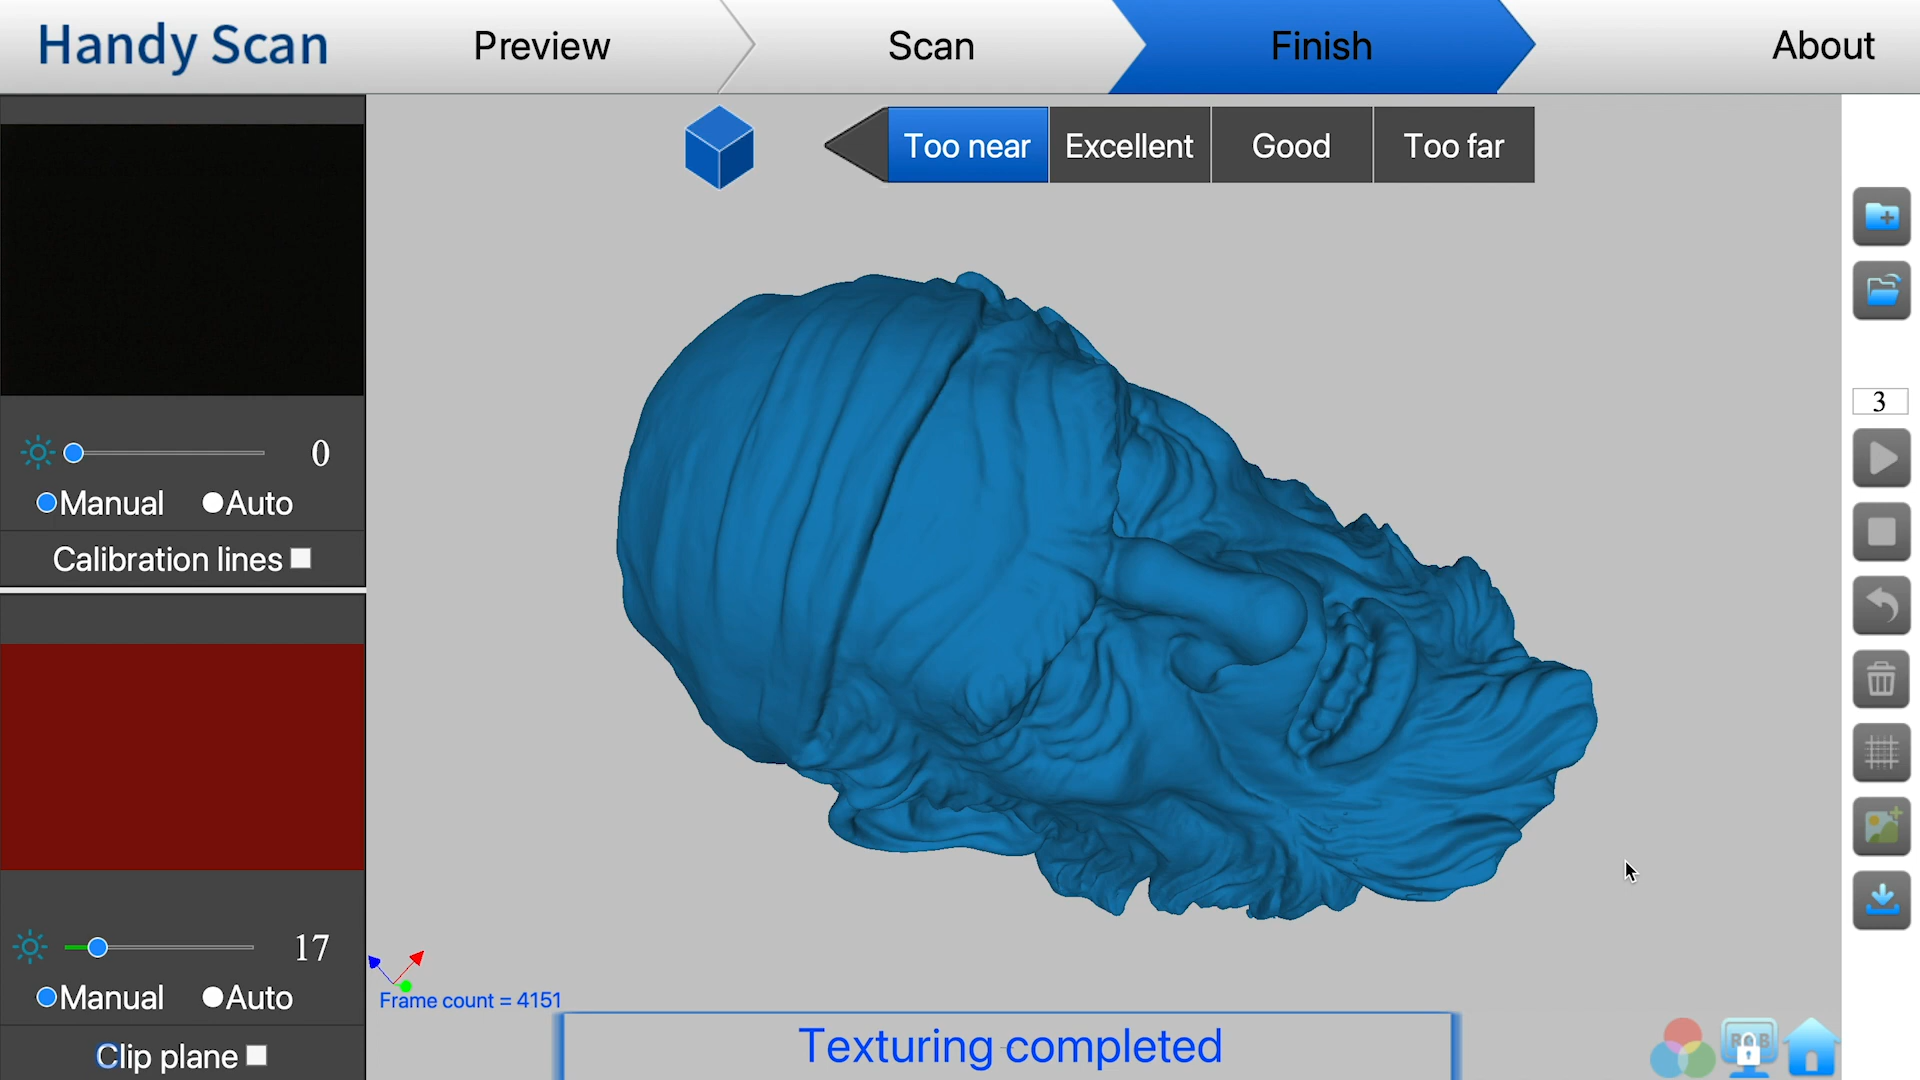 Handy Scan
Preview
Scan
Finish
About
Too near
Excellent
Good
Too far
0
Manual
Auto
Calibration lines
3
17
Manual
Auto
Clip plane
Frame count = 4151
Texturing completed
RGB